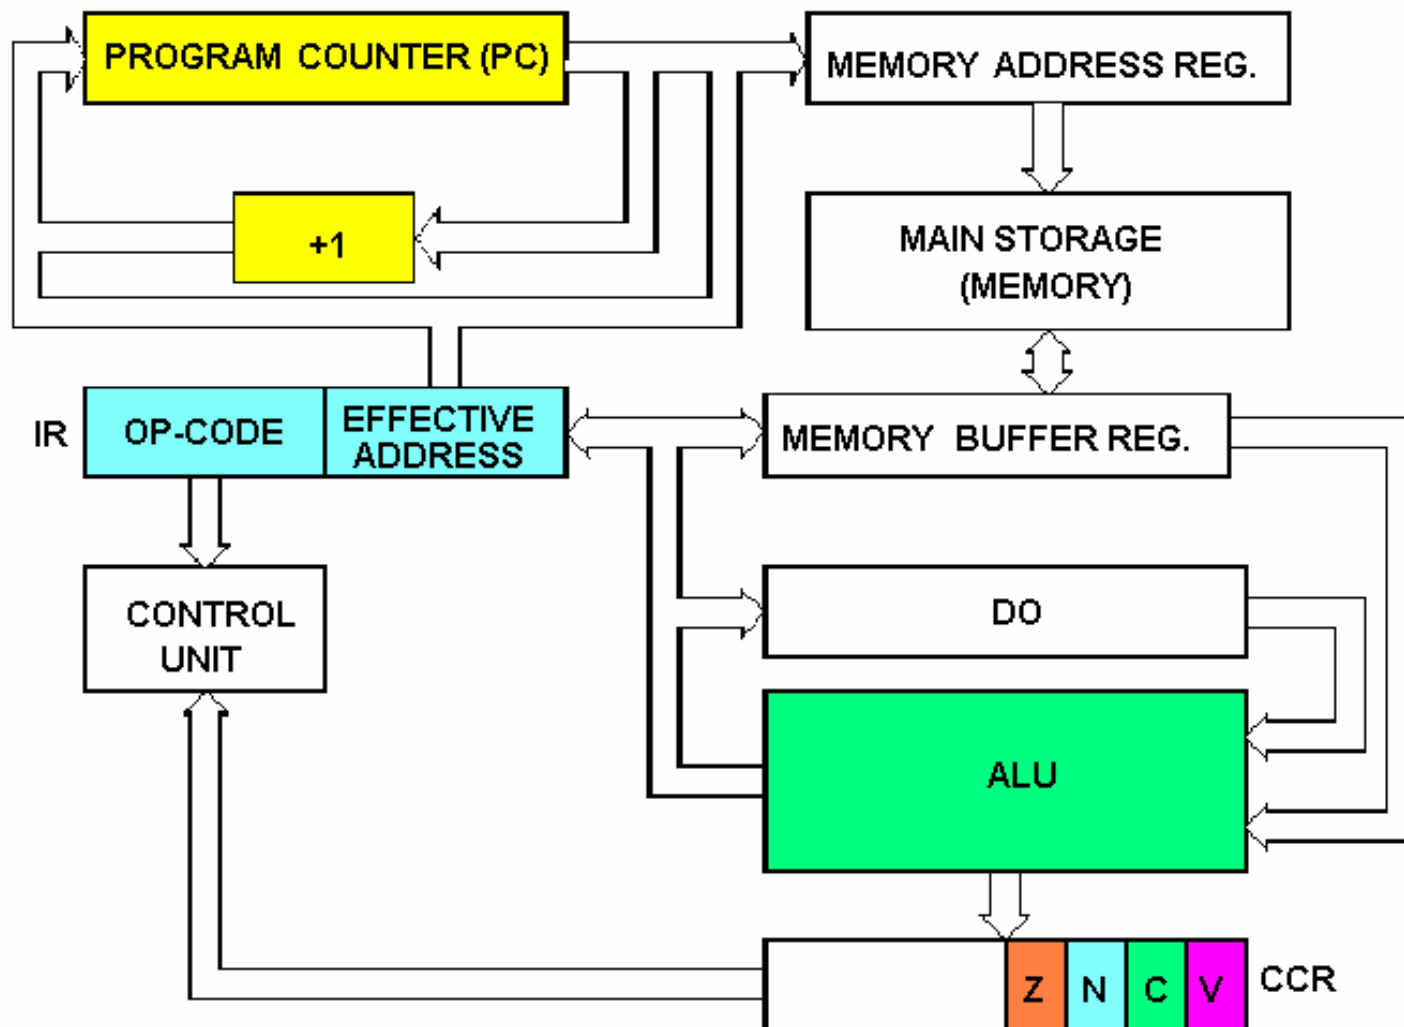 PROGRAM COUNTER (PC)
MEMORY ADDRESS REG.
+1
MAIN STORAGE
(MEMORY)
IR
OP-CODE
EFFECTIVE
ADDRESS
MEMORY BUFFER REG.
CONTROL
UNIT
DO
ALU
Z N C V
CCR